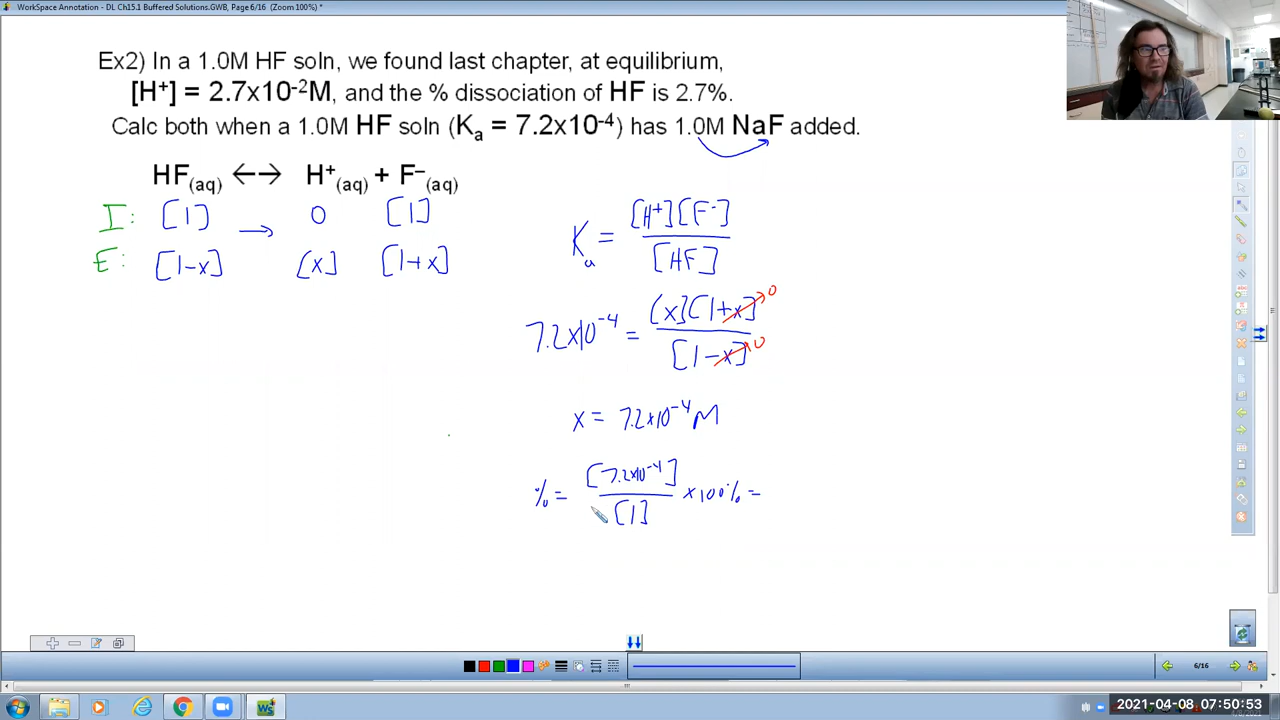 WorkSpace Annotation - DL Ch15.1 Buffered Solutions.GWB, Page 6/16 (Zoom 100%) *
Ex2) In a 1.0M HF soln, we found last chapter, at equilibrium,
[H⁺] = 2.7x10⁻²M, and the % dissociation of HF is 2.7%.
Calc both when a 1.0M HF soln (Kₐ = 7.2x10⁻⁴) has 1.0M NaF added.
HF(aq) ↔ H⁺(aq) + F⁻(aq)
I: [1] → 0 [1]
E: [1-x] [x] [1+x]
Kₐ = [H⁺][F⁻] / [HF]
7.2x10⁻⁴ = [x][1+x] / [1-x]
0
0
x = 7.2x10⁻⁴ M
% = [7.2x10⁻⁴] / [1] x 100% =
6/16
2021-04-08 07:50:53